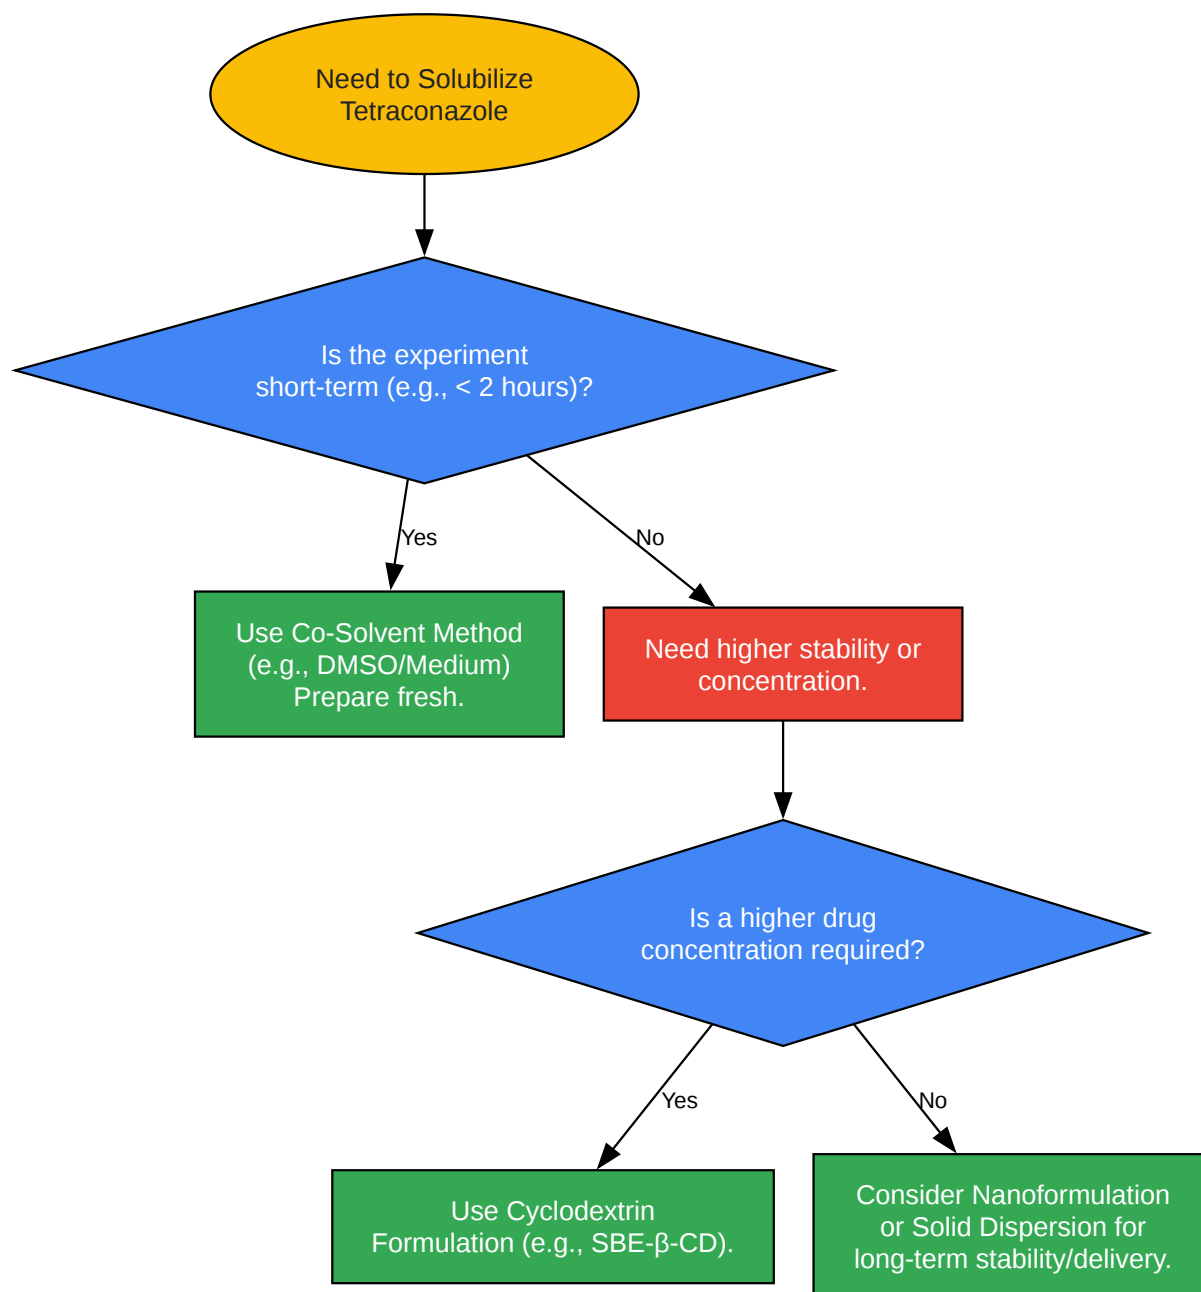 Need to Solubilize
Tetraconazole
Is the experiment
short-term (e.g., < 2 hours)?
Yes
No
Use Co-Solvent Method
(e.g., DMSO/Medium)
Prepare fresh.
Need higher stability or
concentration.
Is a higher drug
concentration required?
Yes
No
Use Cyclodextrin
Formulation (e.g., SBE-β-CD).
Consider Nanoformulation
or Solid Dispersion for
long-term stability/delivery.